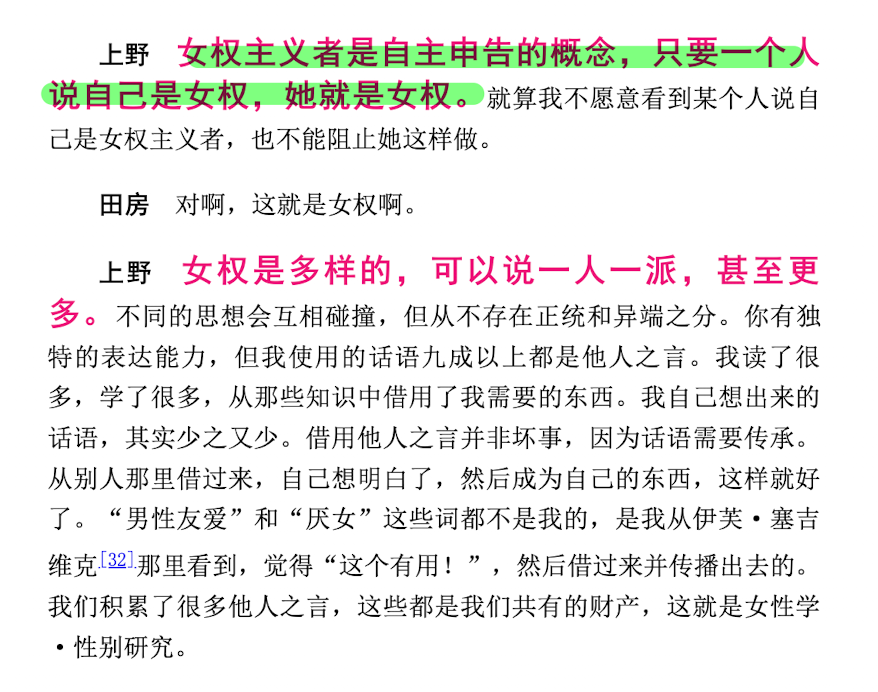 上野　女权主义者是自主申告的概念，只要一个人
说自己是女权，她就是女权。就算我不愿意看到某个人说自
己是女权主义者，也不能阻止她这样做。
田房　对啊，这就是女权啊。
上野　女权是多样的，可以说一人一派，甚至更
多。不同的思想会互相碰撞，但从不存在正统和异端之分。你有独
特的表达能力，但我使用的话语九成以上都是他人之言。我读了很
多，学了很多，从那些知识中借用了我需要的东西。我自己想出来的
话语，其实少之又少。借用他人之言并非坏事，因为话语需要传承。
从别人那里借过来，自己想明白了，然后成为自己的东西，这样就好
了。“男性友爱”和“厌女”这些词都不是我的，是我从伊芙·塞吉
维克[32]那里看到，觉得“这个有用！”，然后借过来并传播出去的。
我们积累了很多他人之言，这些都是我们共有的财产，这就是女性学
·性别研究。